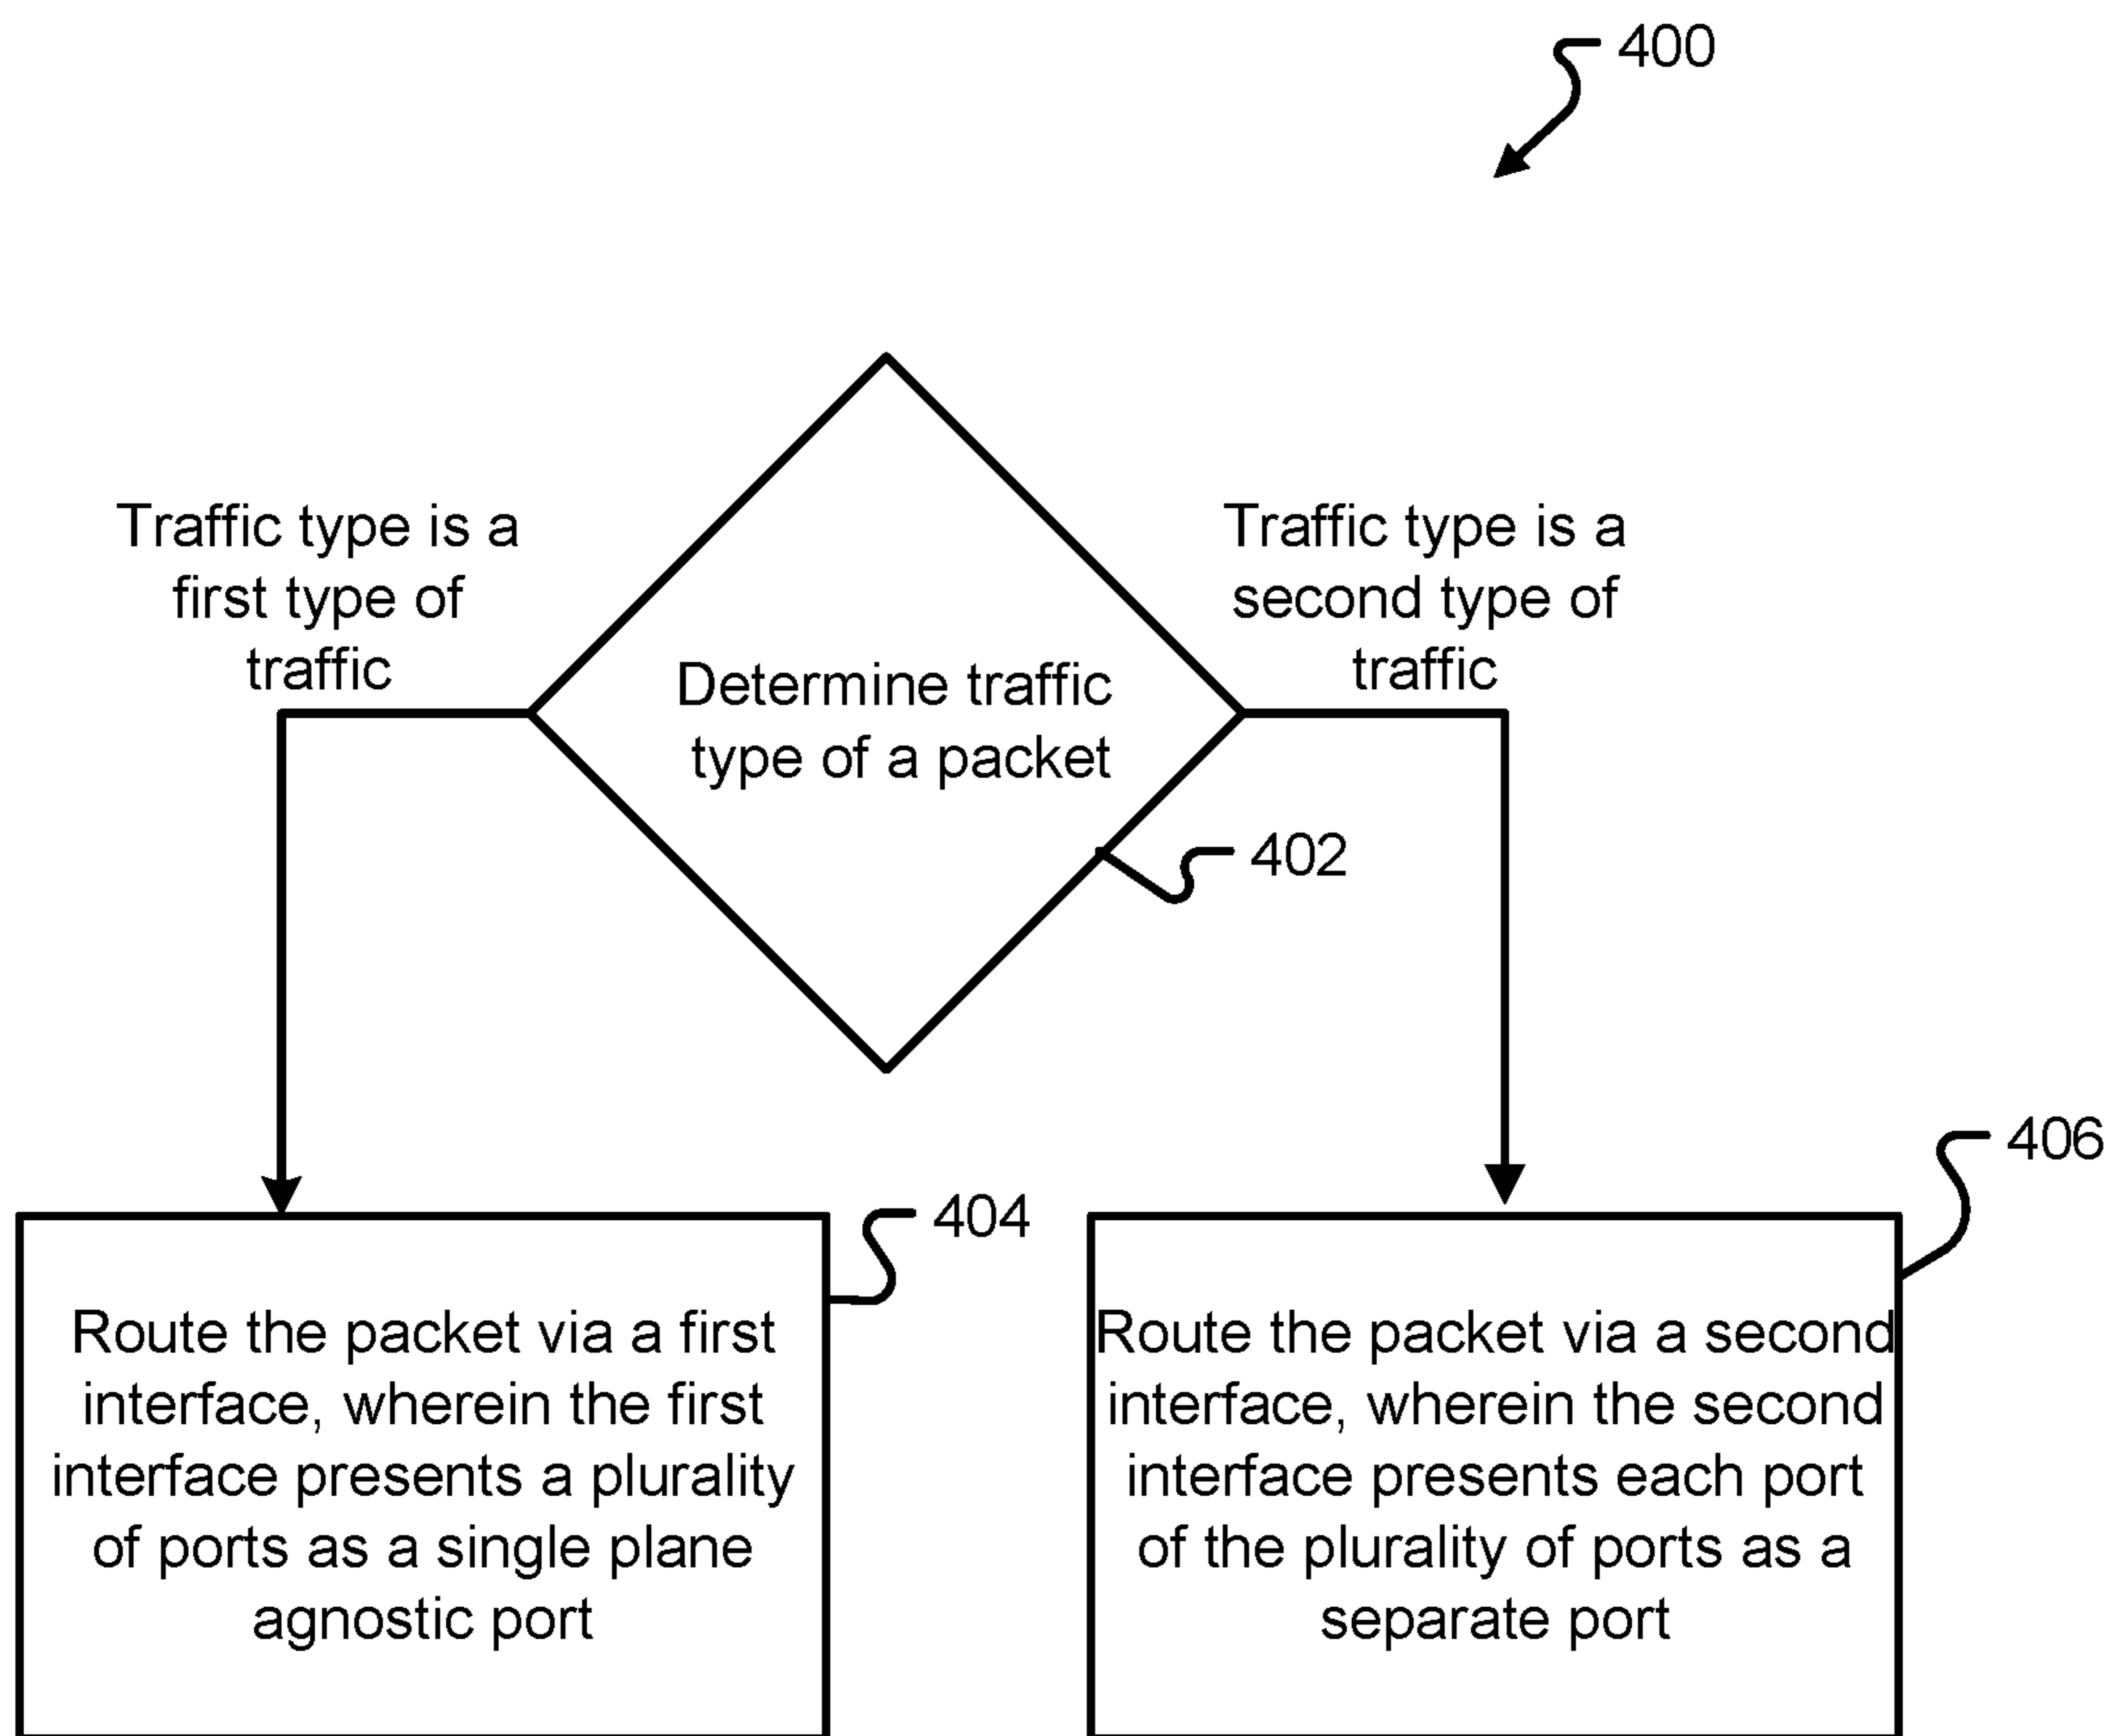 400
Traffic type is a
first type of
traffic
Traffic type is a
second type of
traffic
Determine traffic
type of a packet
402
404
406
Route the packet via a first
interface, wherein the first
interface presents a plurality
of ports as a single plane
agnostic port
Route the packet via a second
interface, wherein the second
interface presents each port
of the plurality of ports as a
separate port